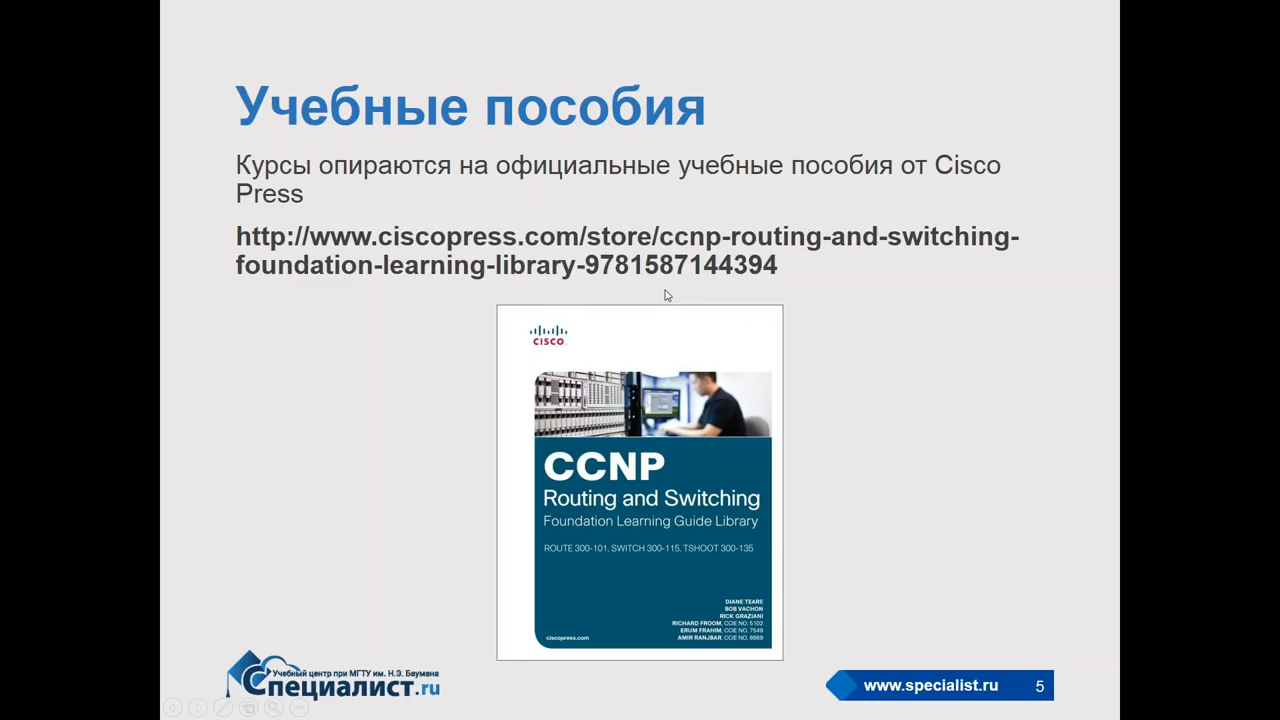 Учебные пособия
Курсы опираются на официальные учебные пособия от Cisco
Press
http://www.ciscopress.com/store/ccnp-routing-and-switching-
foundation-learning-library-9781587144394
CISCO
CCNP
Routing and Switching
Foundation Learning Guide Library
ROUTE 300-101, SWITCH 300-115, TSHOOT 300-135
DIANE TEARE
BOB VACHON
RICK GRAZIANI
RICHARD FROOM, CCIE NO. 5102
ERUM FRAHIM, CCIE NO. 7549
AMIR RANJBAR, CCIE NO. 8669
ciscopress.com
Учебный центр при МГТУ им. Н.Э. Баумана
Специалист.ru
www.specialist.ru
5